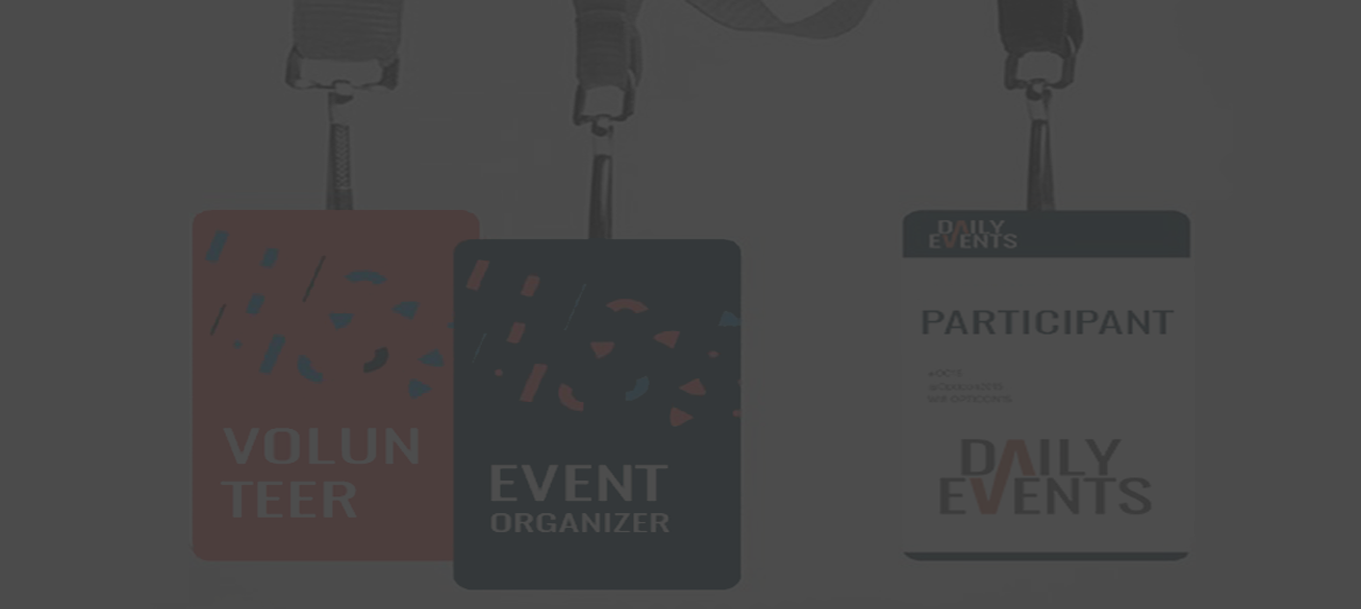 VOLUN
TEER
EVENT
ORGANIZER
DAILY
EVENTS
PARTICIPANT
DAILY
EVENTS